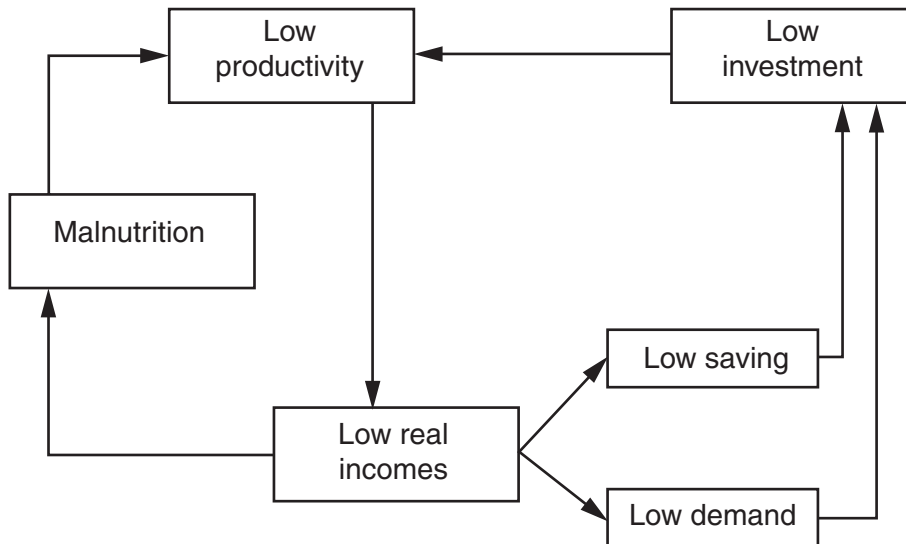 Low
productivity
Low
investment
Malnutrition
Low saving
Low real
incomes
Low demand